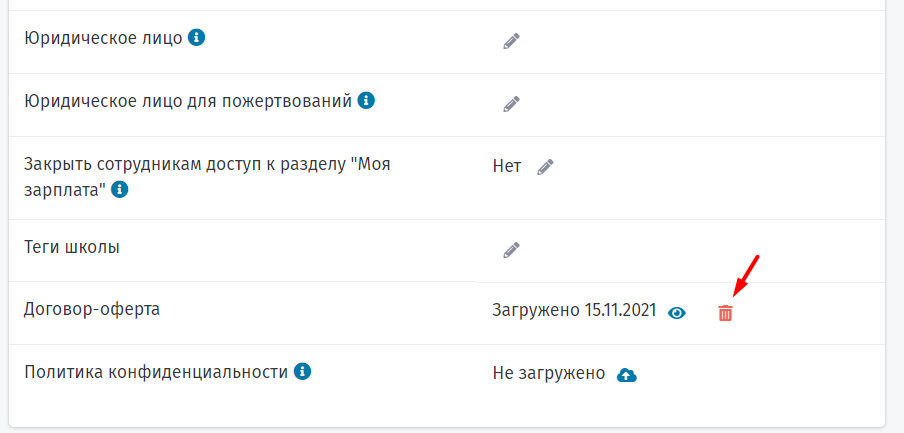 Юридическое лицо
Юридическое лицо для пожертвований
Закрыть сотрудникам доступ к разделу "Моя
зарплата"
Нет
Теги школы
Договор-оферта
Загружено 15.11.2021
Политика конфиденциальности
Не загружено